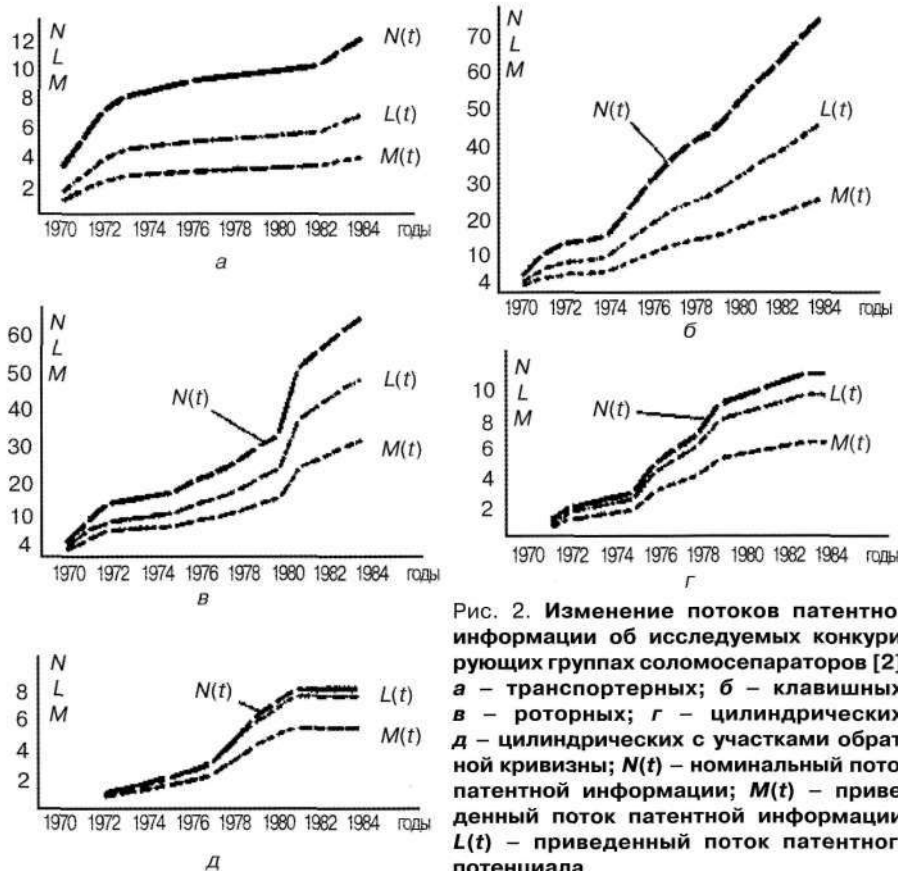 N
L
M
12
10
8
6
4
2
N(t)
L(t)
M(t)
1970 1972 1974 1976 1978 1980 1982 1984 годы
а
N
L
M
70
60
50
40
30
20
10
4
N(t)
L(t)
M(t)
1970 1972 1974 1976 1978 1980 1982 1984 годы
б
N
L
M
60
50
40
30
20
10
4
N(t)
L(t)
M(t)
1970 1972 1974 1976 1978 1980 1982 1984 годы
в
N
L
M
10
8
6
4
2
N(t)
L(t)
M(t)
1970 1972 1974 1976 1978 1980 1982 1984 годы
г
N
L
M
8
6
4
2
N(t)
L(t)
M(t)
1970 1972 1974 1976 1978 1980 1982 1984 годы
д
Рис. 2. Изменение потоков патентно
информации об исследуемых конкури
рующих группах соломосепараторов [2]
а – транспортерных; б – клавишных
в – роторных; г – цилиндрических
д – цилиндрических с участками обрат
ной кривизны; N(t) – номинальный пото
патентной информации; M(t) – приве
денный поток патентной информации
L(t) – приведенный поток патентног
потенциала